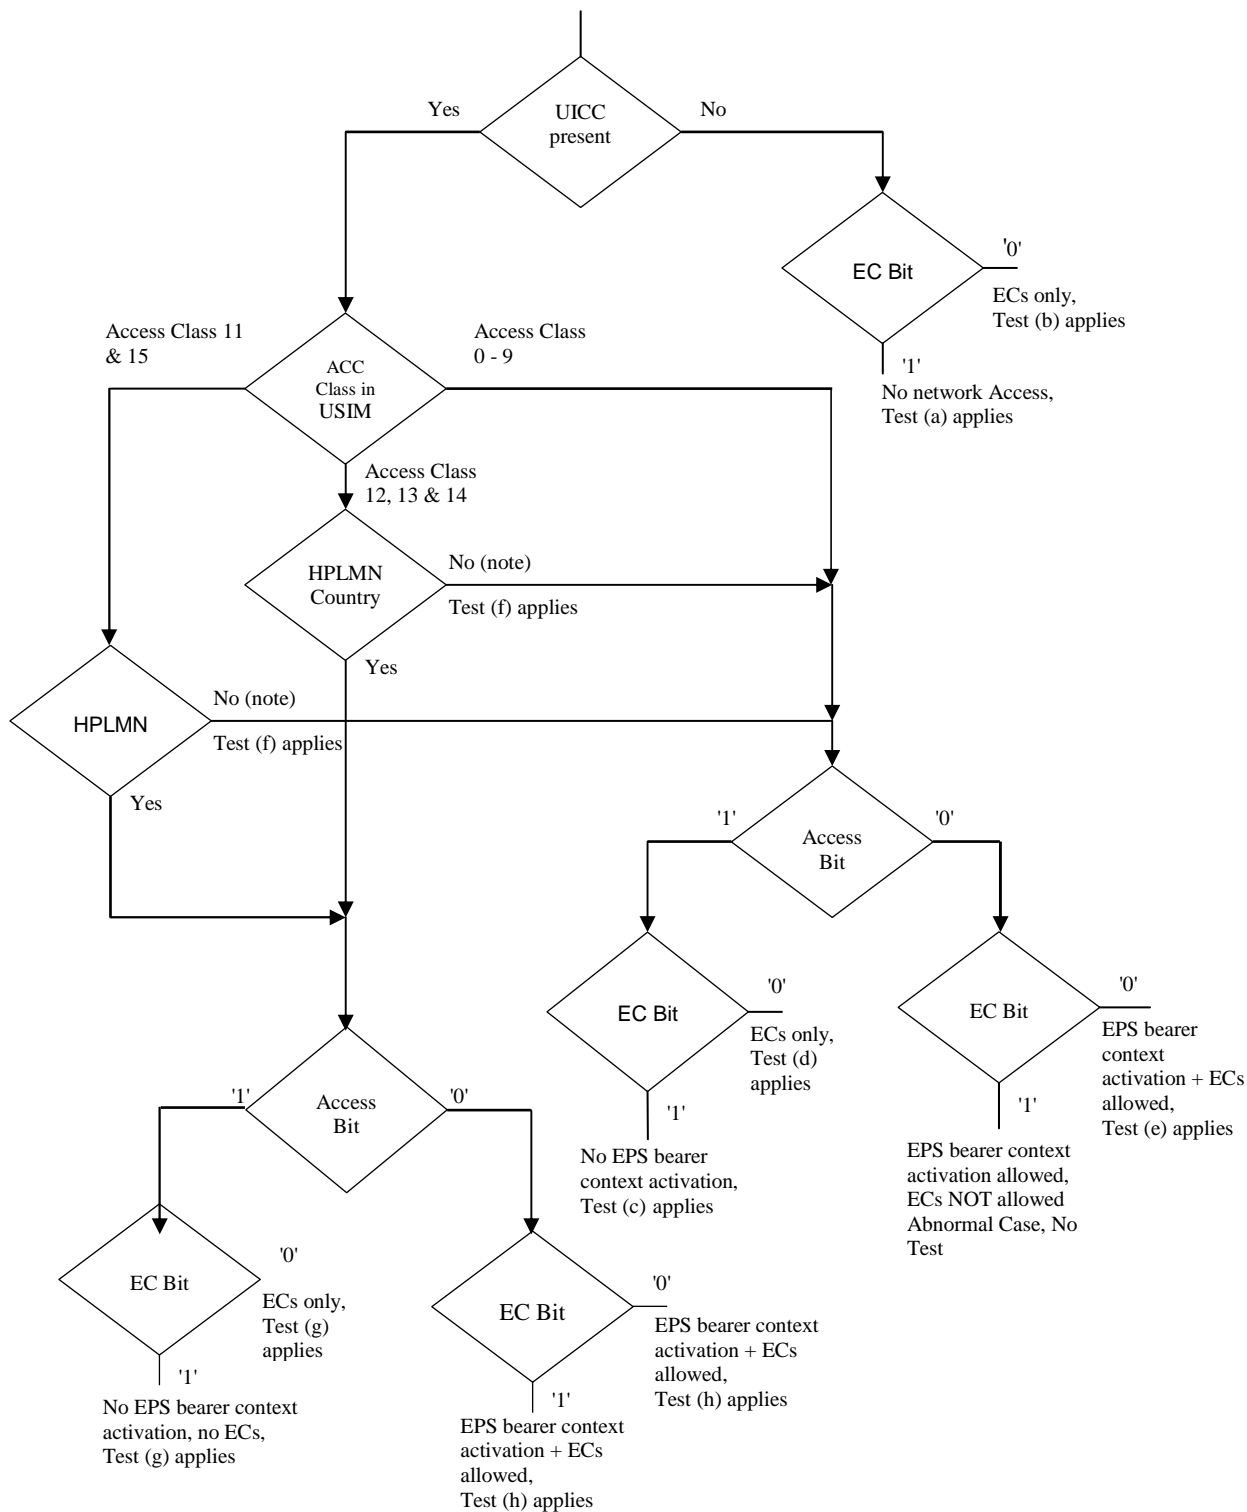 UICC
present
Yes
No
EC Bit
'0'
ECs only,
Test (b) applies
'1'
No network Access,
Test (a) applies
Access Class 11
& 15
ACC
Class in
USIM
Access Class
0 - 9
Access Class
12, 13 & 14
HPLMN
Country
No (note)
Test (f) applies
Yes
HPLMN
No (note)
Test (f) applies
Yes
'1'
Access
Bit
'0'
EC Bit
'0'
ECs only,
Test (d)
applies
'1'
No EPS bearer
context activation,
Test (c) applies
EC Bit
'0'
EPS bearer
context
activation + ECs
allowed,
Test (e) applies
'1'
EPS bearer context
activation allowed,
ECs NOT allowed
Abnormal Case, No
Test
'1'
Access
Bit
'0'
EC Bit
'0'
ECs only,
Test (g)
applies
'1'
No EPS bearer context
activation, no ECs,
Test (g) applies
EC Bit
'0'
EPS bearer context
activation + ECs
allowed,
Test (h) applies
'1'
EPS bearer context
activation + ECs
allowed,
Test (h) applies